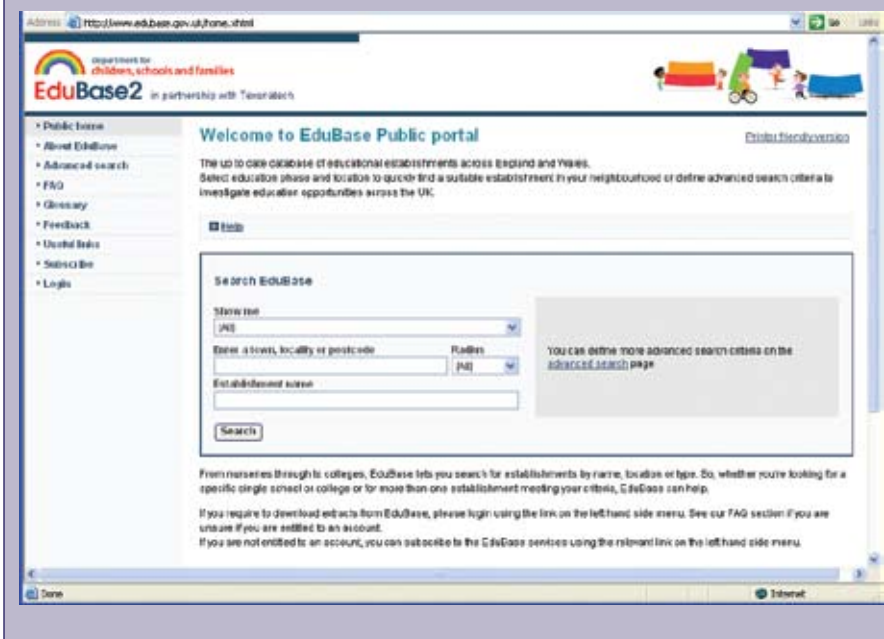 Address http://www.edubase.gov.uk/home.xhtml Go Links
department for
children, schools and families
EduBase2 in partnership with Texunatech
Public home
About EduBase
Advanced search
FAQ
Glossary
Feedback
Useful links
Subscribe
Login
Welcome to EduBase Public portal
Printer friendly version
The up to date database of educational establishments across England and Wales.
Select education phase and location to quickly find a suitable establishment in your neighbourhood or define advanced search criteria to
investigate education opportunities across the UK.
Help
Search EduBase
Show me
(All)
Enter a town, locality or postcode Radius
(All)
Establishment name
Search
You can define more advanced search criteria on the
advanced search page
From nurseries through to colleges, EduBase lets you search for establishments by name, location or type. So, whether you're looking for a
specific single school or college or for more than one establishment meeting your criteria, EduBase can help.
If you require to download extracts from EduBase, please login using the link on the left hand side menu. See our FAQ section if you are
unsure if you are entitled to an account.
If you are not entitled to an account, you can subscribe to the EduBase services using the relevant link on the left hand side menu.
Done Internet